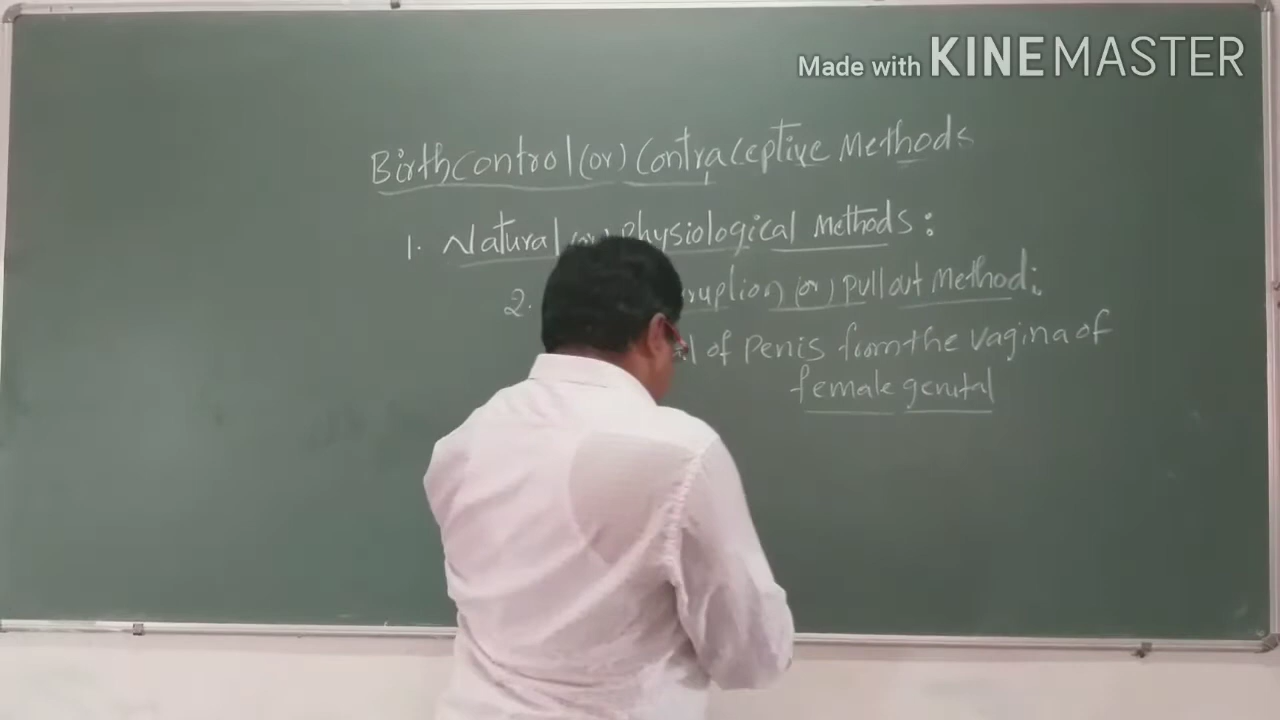 Made with KINEMASTER
Birthcontrol (or) Contraceptive Methods
1. Natural (or) Physiological Methods:
2. ruption (or) pullout Method:
of Penis from the vagina of
female genital